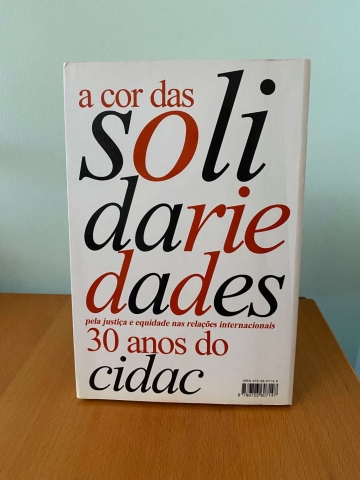 a cor das
soli
darie
dades
pela justiça e equidade nas relações internacionais
30 anos do
cidac